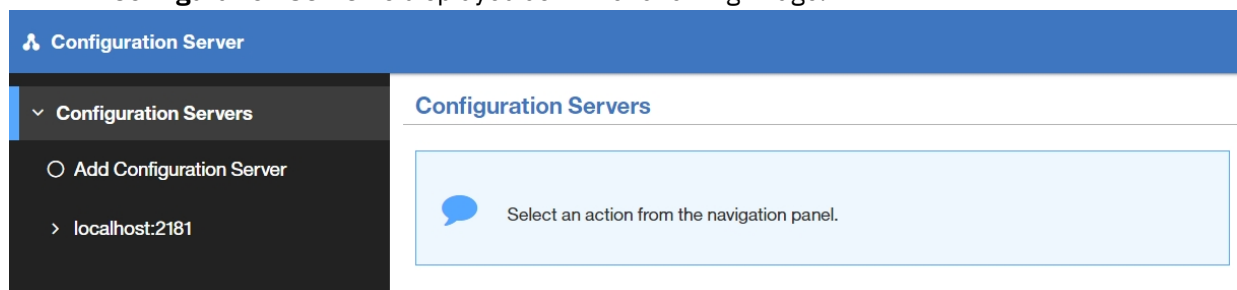 Configuration Server
Configuration Servers
Add Configuration Server
localhost:2181
Configuration Servers
Select an action from the navigation panel.